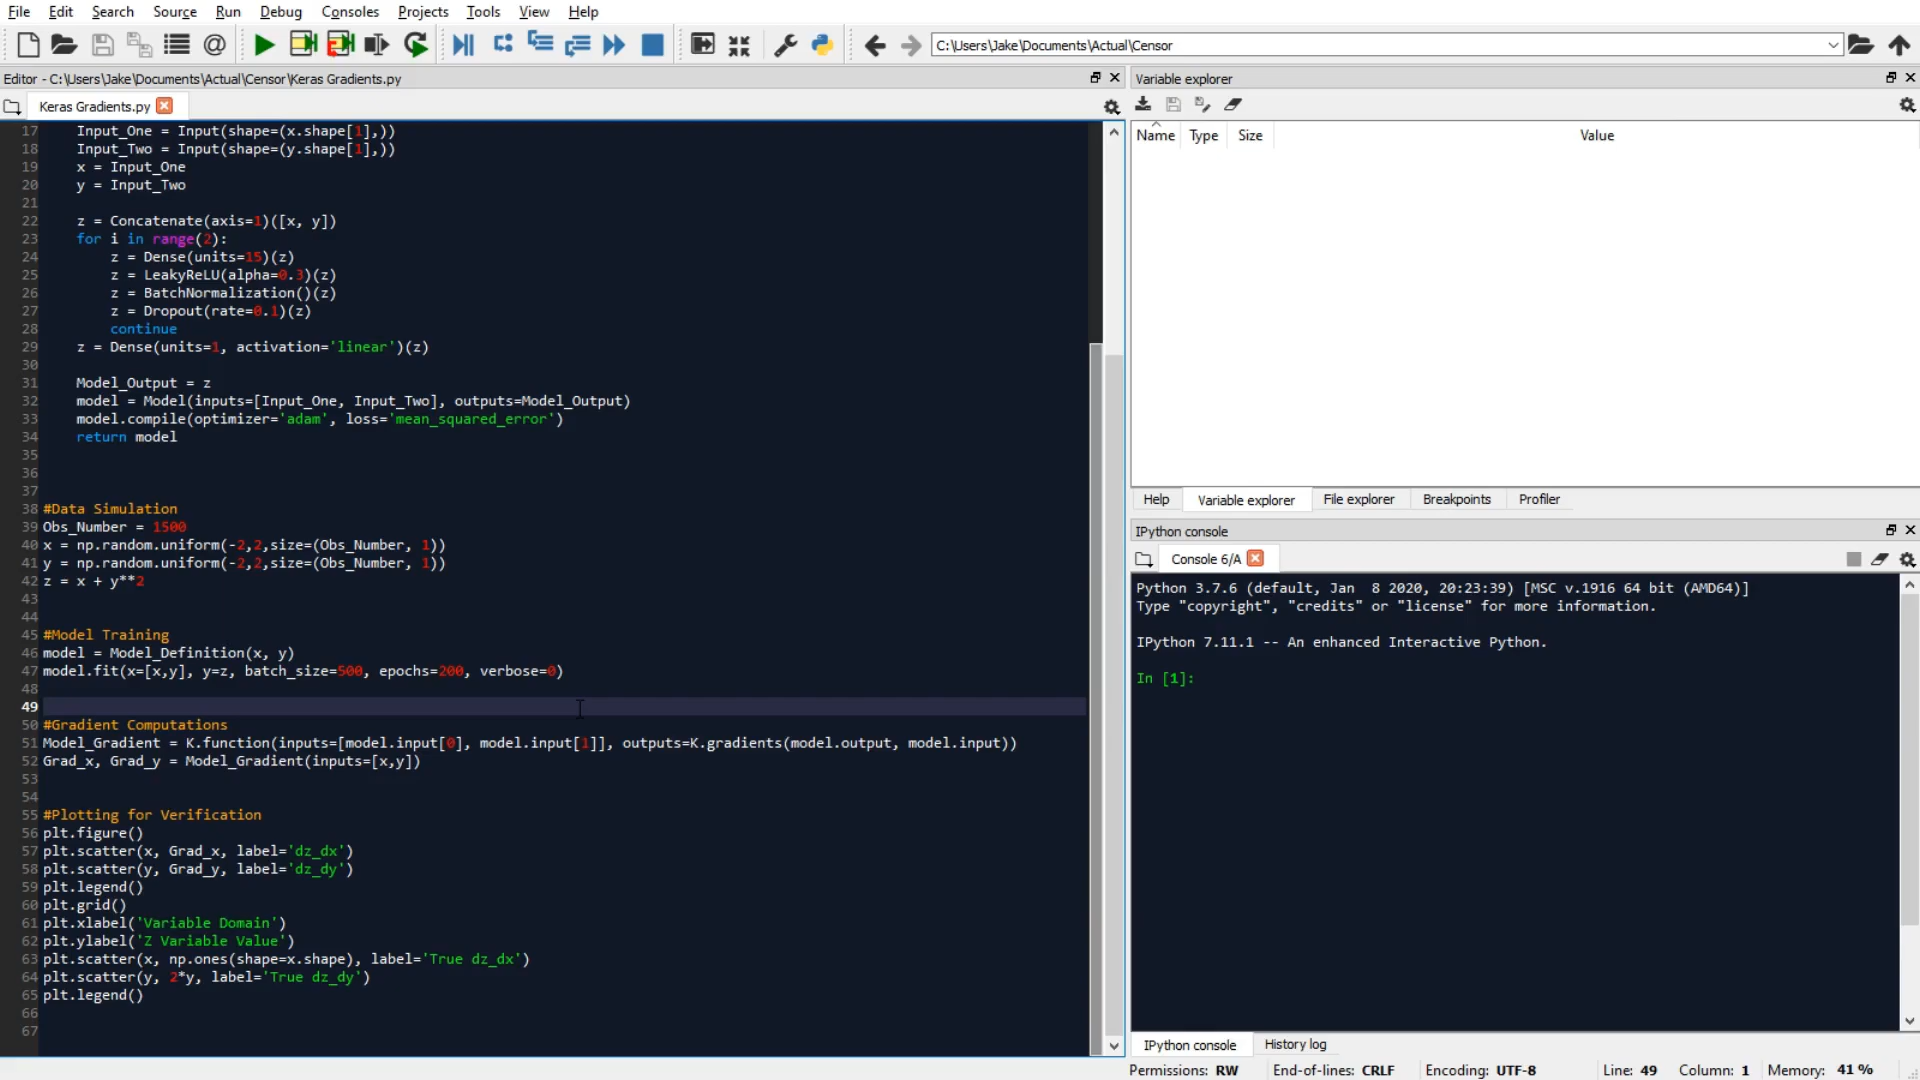 File Edit Search Source Run Debug Consoles Projects Tools View Help
C:\Users\Jake\Documents\Actual\Censor
Editor - C:\Users\Jake\Documents\Actual\Censor\Keras Gradients.py
Keras Gradients.py
17     Input_One = Input(shape=(x.shape[1],))
18     Input_Two = Input(shape=(y.shape[1],))
19     x = Input_One
20     y = Input_Two
21
22     z = Concatenate(axis=1)([x, y])
23     for i in range(2):
24         z = Dense(units=15)(z)
25         z = LeakyReLU(alpha=0.3)(z)
26         z = BatchNormalization()(z)
27         z = Dropout(rate=0.1)(z)
28         continue
29     z = Dense(units=1, activation='linear')(z)
30
31     Model_Output = z
32     model = Model(inputs=[Input_One, Input_Two], outputs=Model_Output)
33     model.compile(optimizer='adam', loss='mean_squared_error')
34     return model
35
36
37
38 #Data Simulation
39 Obs_Number = 1500
40 x = np.random.uniform(-2,2,size=(Obs_Number, 1))
41 y = np.random.uniform(-2,2,size=(Obs_Number, 1))
42 z = x + y**2
43
44
45 #Model Training
46 model = Model_Definition(x, y)
47 model.fit(x=[x,y], y=z, batch_size=500, epochs=200, verbose=0)
48
49
50 #Gradient Computations
51 Model_Gradient = K.function(inputs=[model.input[0], model.input[1]], outputs=K.gradients(model.output, model.input))
52 Grad_x, Grad_y = Model_Gradient(inputs=[x,y])
53
54
55 #Plotting for Verification
56 plt.figure()
57 plt.scatter(x, Grad_x, label='dz_dx')
58 plt.scatter(y, Grad_y, label='dz_dy')
59 plt.legend()
60 plt.grid()
61 plt.xlabel('Variable Domain')
62 plt.ylabel('Z Variable Value')
63 plt.scatter(x, np.ones(shape=x.shape), label='True dz_dx')
64 plt.scatter(y, 2*y, label='True dz_dy')
65 plt.legend()
66
67
Variable explorer
Name Type Size Value
Help Variable explorer File explorer Breakpoints Profiler
IPython console
Console 6/A
Python 3.7.6 (default, Jan  8 2020, 20:23:39) [MSC v.1916 64 bit (AMD64)]
Type "copyright", "credits" or "license" for more information.
IPython 7.11.1 -- An enhanced Interactive Python.
In [1]:
IPython console History log
Permissions: RW End-of-lines: CRLF Encoding: UTF-8 Line: 49 Column: 1 Memory: 41 %